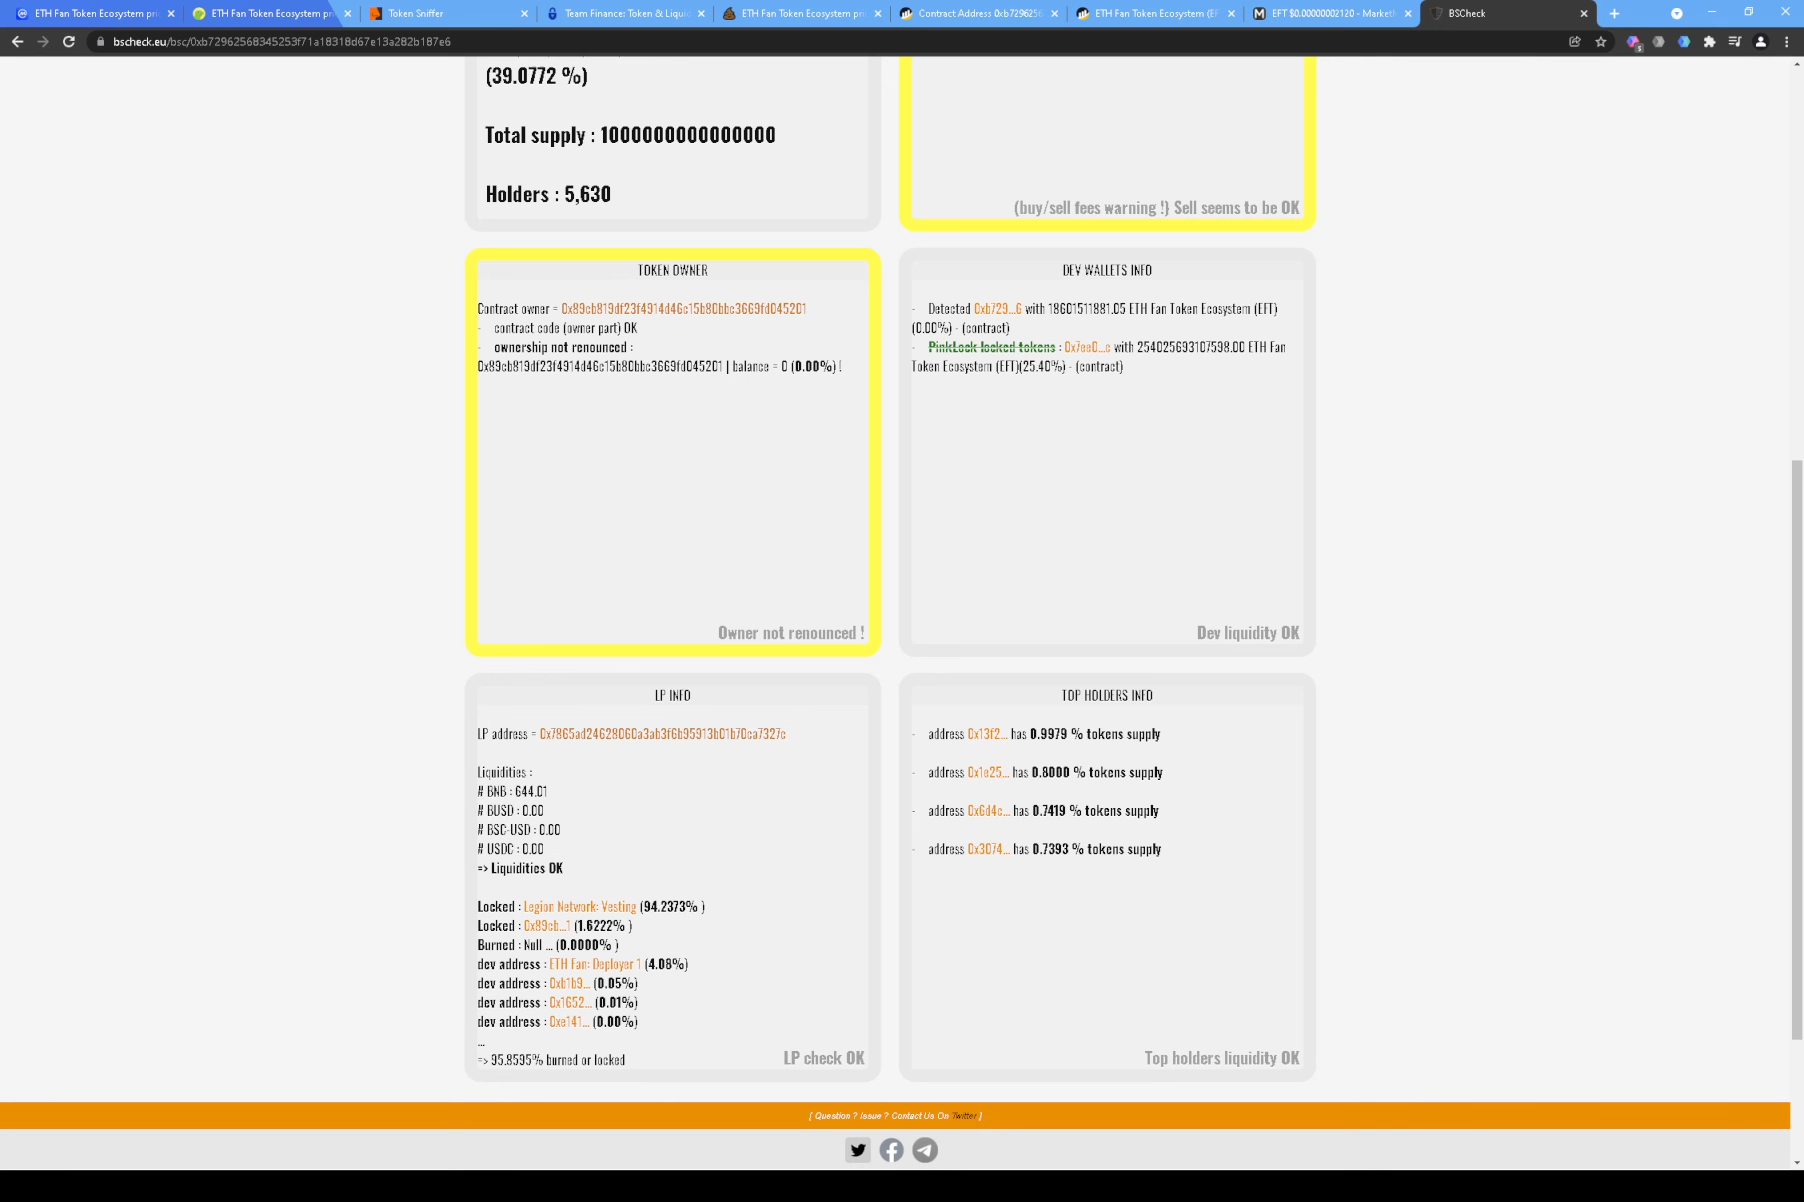 ETH Fan Token Ecosystem pri
ETH Fan Token Ecosystem pr
Token Sniffer
Team Finance: Token & Liqui
ETH Fan Token Ecosystem pri
Contract Address 0xb729625
ETH Fan Token Ecosystem (EF
EFT $0.00000002120 - Market
BSCheck
bscheck.eu/bsc/0xb72962568345253f71a18318d67e13a282b187e6
(39.0772 %)
Total supply : 1000000000000000
Holders : 5,630
(buy/sell fees warning !) Sell seems to be OK
TOKEN OWNER
Contract owner = 0x89cb819df23f4914d46c15b80bbc3669fd045201
- contract code (owner part) OK
- ownership not renounced :
0x89cb819df23f4914d46c15b80bbc3669fd045201 | balance = 0 (0.00%) !
Owner not renounced !
DEV WALLETS INFO
- Detected 0xb729...6 with 18601511881.05 ETH Fan Token Ecosystem (EFT)
(0.00%) - (contract)
- PinkLock locked tokens : 0x7ee0...c with 254025693107598.00 ETH Fan
Token Ecosystem (EFT)(25.40%) - (contract)
Dev liquidity OK
LP INFO
LP address = 0x7865ad24628060a3ab3f6b95913b01b70ca7327c
Liquidities :
# BNB : 644.01
# BUSD : 0.00
# BSC-USD : 0.00
# USDC : 0.00
=> Liquidities OK
Locked : Legion Network: Vesting (94.2373% )
Locked : 0x89cb...1 (1.6222% )
Burned : Null ... (0.0000% )
dev address : ETH Fan: Deployer 1 (4.08%)
dev address : 0xb1b9... (0.05%)
dev address : 0x1652... (0.01%)
dev address : 0xe141... (0.00%)
...
=> 95.8595% burned or locked
LP check OK
TOP HOLDERS INFO
- address 0x13f2... has 0.9979 % tokens supply
- address 0x1e25... has 0.8000 % tokens supply
- address 0x6d4c... has 0.7419 % tokens supply
- address 0x3074... has 0.7393 % tokens supply
Top holders liquidity OK
[ Question ? Issue ? Contact Us On Twitter ]